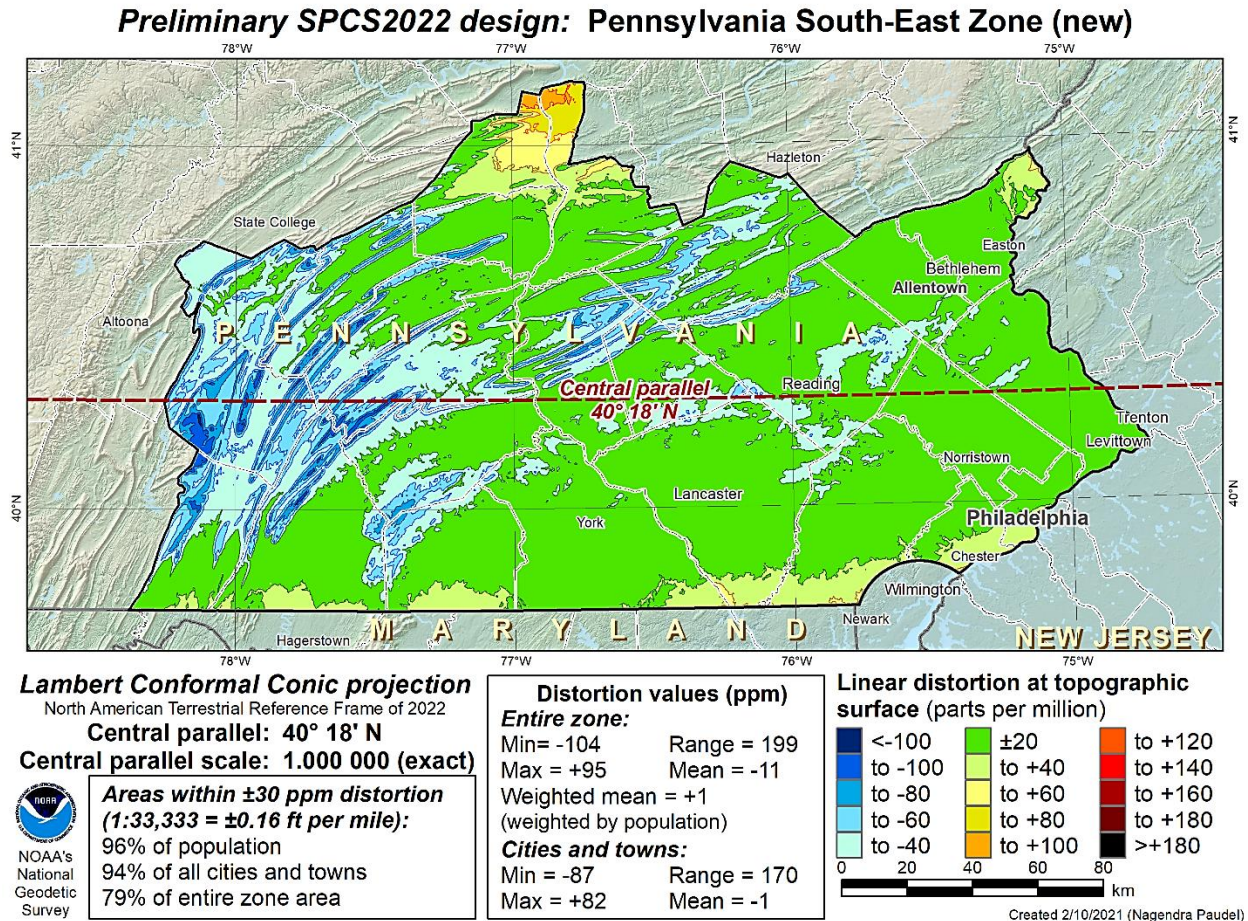 Preliminary SPCS2022 design: Pennsylvania South-East Zone (new)
78°W 77°W 76°W 75°W
41°N 41°N
Hazleton
State College
Easton
Bethlehem
Allentown
Altoona
PENNSYLVANIA
Central parallel
40° 18' N
Reading
Trenton
Levittown
Norristown
Lancaster
40°N 40°N
York
Philadelphia
Chester
Wilmington
Newark
Hagerstown
MARYLAND
NEW JERSEY
78°W 77°W 76°W 75°W
Lambert Conformal Conic projection
North American Terrestrial Reference Frame of 2022
Central parallel: 40° 18' N
Central parallel scale: 1.000 000 (exact)
NOAA
NOAA's
National
Geodetic
Survey
Areas within ±30 ppm distortion
(1:33,333 = ±0.16 ft per mile):
96% of population
94% of all cities and towns
79% of entire zone area
Distortion values (ppm)
Entire zone:
Min= -104 Range = 199
Max = +95 Mean = -11
Weighted mean = +1
(weighted by population)
Cities and towns:
Min = -87 Range = 170
Max = +82 Mean = -1
Linear distortion at topographic
surface (parts per million)
<-100 ±20 to +120
to -100 to +40 to +140
to -80 to +60 to +160
to -60 to +80 to +180
to -40 to +100 >+180
0 20 40 60 80
km
Created 2/10/2021 (Nagendra Paudel)